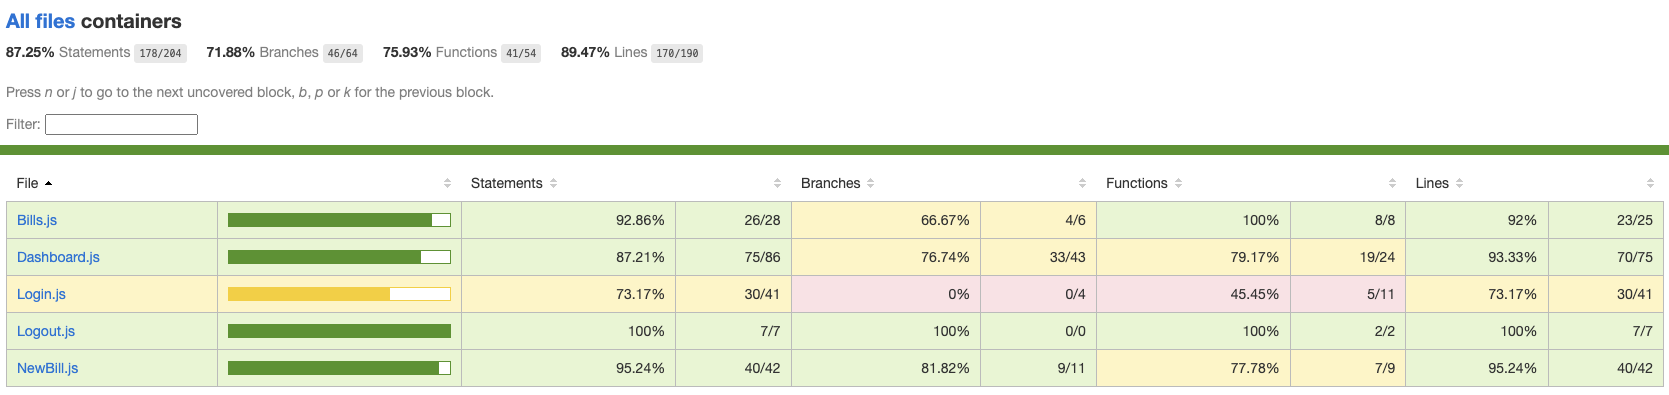 All files containers
87.25% Statements 178/204 71.88% Branches 46/64 75.93% Functions 41/54 89.47% Lines 170/190
Press n or j to go to the next uncovered block, b, p or k for the previous block.
Filter:
File Statements Branches Functions Lines
Bills.js 92.86% 26/28 66.67% 4/6 100% 8/8 92% 23/25
Dashboard.js 87.21% 75/86 76.74% 33/43 79.17% 19/24 93.33% 70/75
Login.js 73.17% 30/41 0% 0/4 45.45% 5/11 73.17% 30/41
Logout.js 100% 7/7 100% 0/0 100% 2/2 100% 7/7
NewBill.js 95.24% 40/42 81.82% 9/11 77.78% 7/9 95.24% 40/42